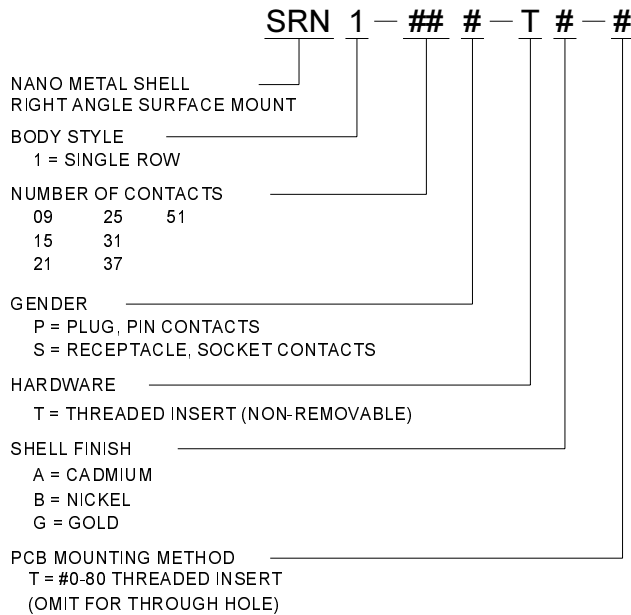 SRN 1 — ## # — T # — #
NANO METAL SHELL
RIGHT ANGLE SURFACE MOUNT
BODY STYLE
1 = SINGLE ROW
NUMBER OF CONTACTS
09 25 51
15 31
21 37
GENDER
P = PLUG, PIN CONTACTS
S = RECEPTACLE, SOCKET CONTACTS
HARDWARE
T = THREADED INSERT (NON-REMOVABLE)
SHELL FINISH
A = CADMIUM
B = NICKEL
G = GOLD
PCB MOUNTING METHOD
T = #0-80 THREADED INSERT
(OMIT FOR THROUGH HOLE)